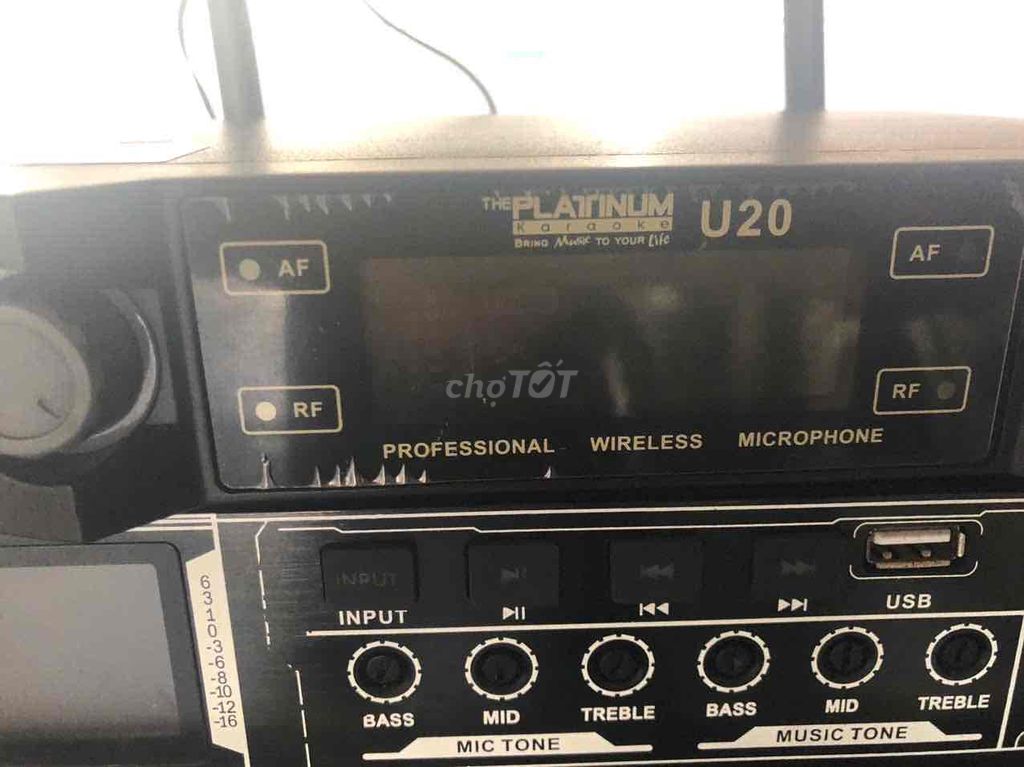 THE PLATINUM
Karaoke
BRING Music TO YOUR Life
U20
AF
AF
RF
RF
chợTỐT
PROFESSIONAL WIRELESS MICROPHONE
INPUT
INPUT
USB
6
3
1
0
-3
-6
-8
-10
-12
-16
BASS MID TREBLE BASS MID TREBLE
MIC TONE MUSIC TONE